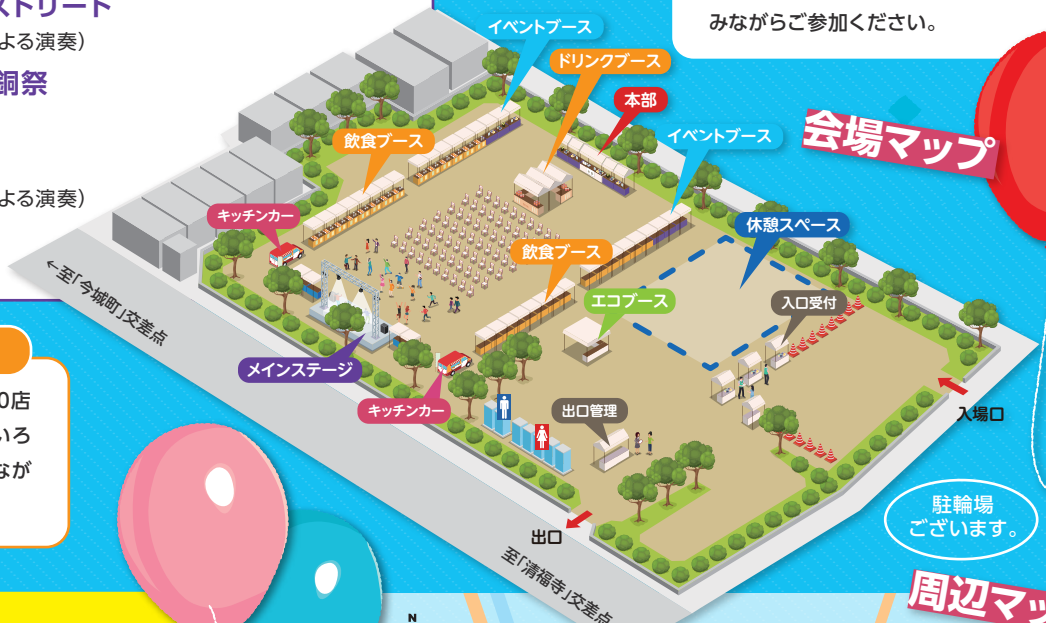 ストリート
よる演奏）
銅祭
よる演奏）
みながらご参加ください。
会場マップ
イベントブース
ドリンクブース
本部
イベントブース
飲食ブース
キッチンカー
休憩スペース
飲食ブース
エコブース
入口受付
←至「今城町」交差点
メインステージ
キッチンカー
出口管理
入場口
0店
いろ
なが
駐輪場
ございます。
出口
至「清福寺」交差点
周辺マッ
N